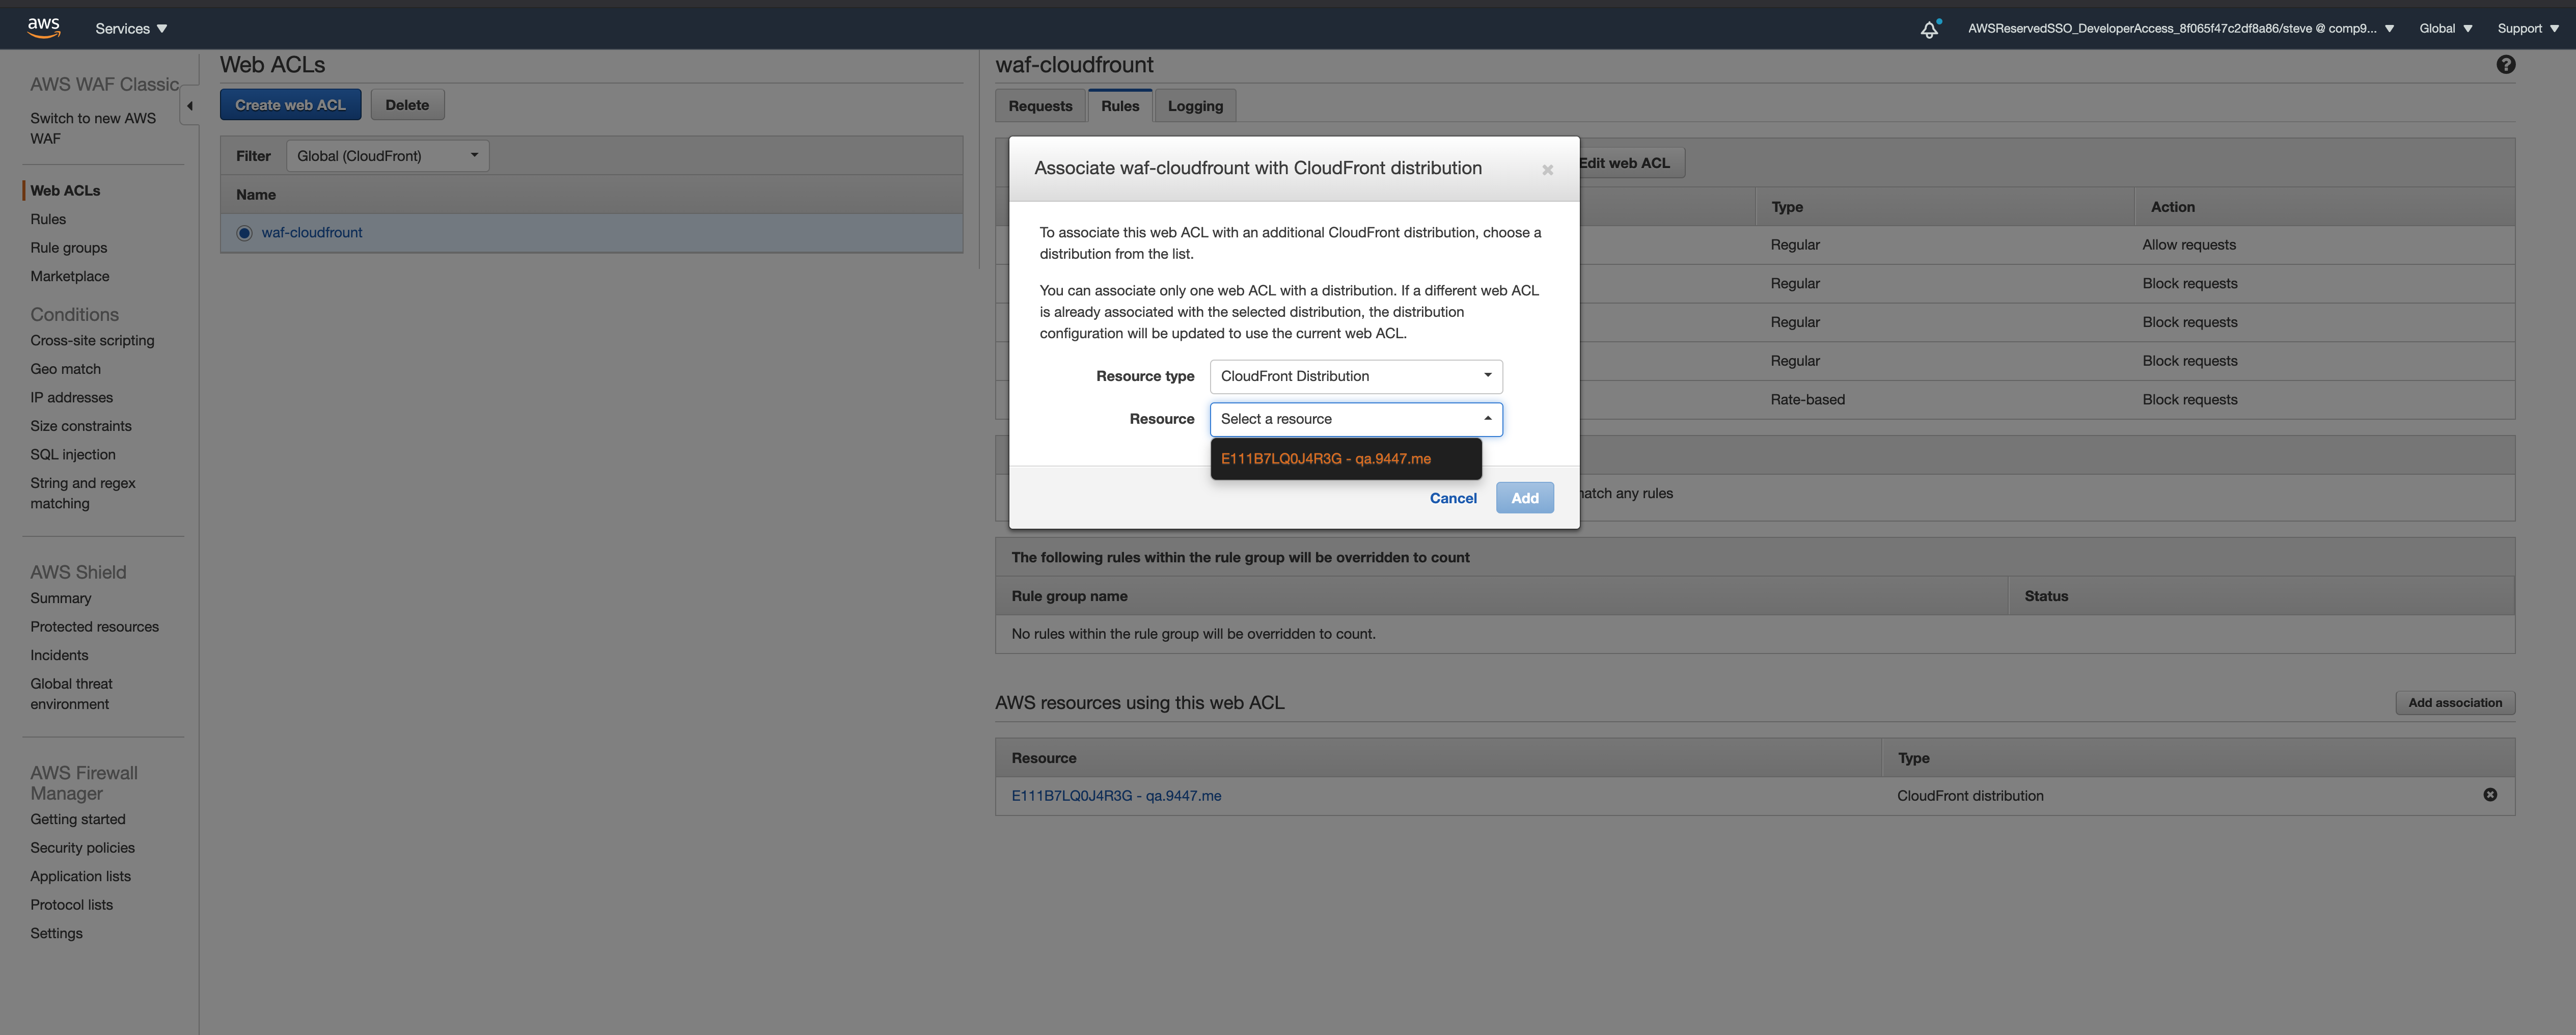 aws
Services
AWSReservedSSO_DeveloperAccess_8f065f47c2df8a86/steve @ comp9...
Global
Support
AWS WAF Classic
Switch to new AWS
WAF
Web ACLs
Rules
Rule groups
Marketplace
Conditions
Cross-site scripting
Geo match
IP addresses
Size constraints
SQL injection
String and regex
matching
AWS Shield
Summary
Protected resources
Incidents
Global threat
environment
AWS Firewall
Manager
Getting started
Security policies
Application lists
Protocol lists
Settings
Web ACLs
Create web ACL
Delete
Filter
Global (CloudFront)
Name
waf-cloudfrount
waf-cloudfrount
Requests
Rules
Logging
Edit web ACL
Type
Action
Regular
Allow requests
Regular
Block requests
Regular
Block requests
Regular
Block requests
Rate-based
Block requests
any rules
Associate waf-cloudfrount with CloudFront distribution
To associate this web ACL with an additional CloudFront distribution, choose a
distribution from the list.
You can associate only one web ACL with a distribution. If a different web ACL
is already associated with the selected distribution, the distribution
configuration will be updated to use the current web ACL.
Resource type
CloudFront Distribution
Resource
Select a resource
E111B7LQ0J4R3G - qa.9447.me
Cancel
Add
The following rules within the rule group will be overridden to count
Rule group name
Status
No rules within the rule group will be overridden to count.
AWS resources using this web ACL
Add association
Resource
Type
E111B7LQ0J4R3G - qa.9447.me
CloudFront distribution